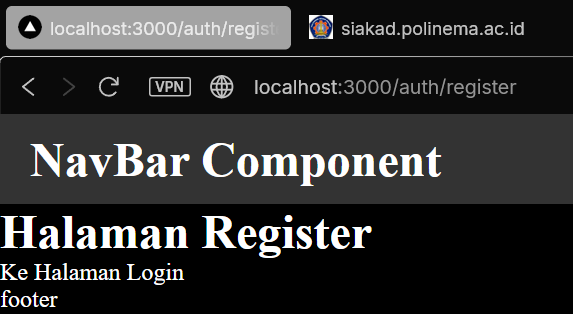 localhost:3000/auth/regist
siakad.polinema.ac.id
VPN
localhost:3000/auth/register
NavBar Component
Halaman Register
Ke Halaman Login
footer